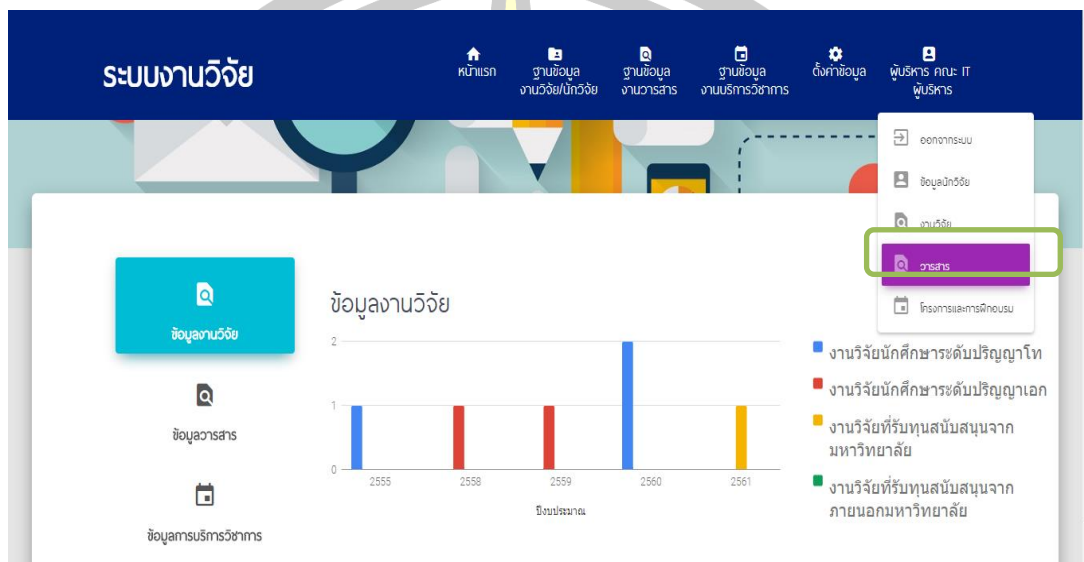 ระบบงานวิจัย
หน้าแรก
ฐานข้อมูล
งานวิจัย/นักวิจัย
ฐานข้อมูล
งานวารสาร
ฐานข้อมูล
งานบริการวิชาการ
ตั้งค่าข้อมูล
ผู้บริหาร คณะ IT
ผู้บริหาร
ออกจากระบบ
ข้อมูลนักวิจัย
งานวิจัย
วารสาร
โครงการและการฝึกอบรม
ข้อมูลงานวิจัย
ข้อมูลวารสาร
ข้อมูลการบริการวิชาการ
ข้อมูลงานวิจัย
2
1
0
2555
2558
2559
2560
2561
ปีงบประมาณ
งานวิจัยนักศึกษาระดับปริญญาโท
งานวิจัยนักศึกษาระดับปริญญาเอก
งานวิจัยที่รับทุนสนับสนุนจาก
มหาวิทยาลัย
งานวิจัยที่รับทุนสนับสนุนจาก
ภายนอกมหาวิทยาลัย